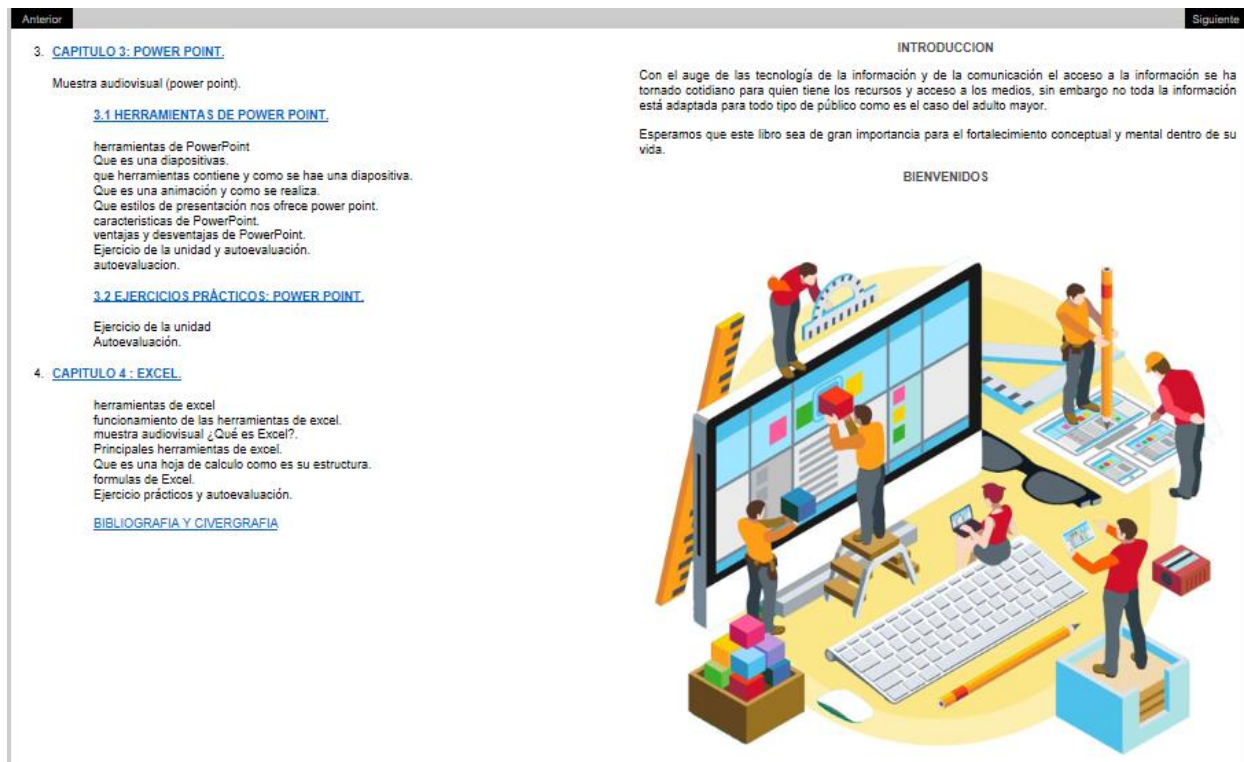 Anterior
Siguiente
3. CAPITULO 3: POWER POINT.
Muestra audiovisual (power point).
3.1 HERRAMIENTAS DE POWER POINT.
herramientas de PowerPoint
Que es una diapositivas.
que herramientas contiene y como se hae una diapositiva.
Que es una animación y como se realiza.
Que estilos de presentación nos ofrece power point.
caracteristicas de PowerPoint.
ventajas y desventajas de PowerPoint.
Ejercicio de la unidad y autoevaluación.
autoevaluacion.
3.2 EJERCICIOS PRÁCTICOS: POWER POINT.
Ejercicio de la unidad
Autoevaluación.
4. CAPITULO 4 : EXCEL.
herramientas de excel
funcionamiento de las herramientas de excel.
muestra audiovisual ¿Qué es Excel?.
Principales herramientas de excel.
Que es una hoja de calculo como es su estructura.
formulas de Excel.
Ejercicio prácticos y autoevaluación.
BIBLIOGRAFIA Y CIVERGRAFIA
INTRODUCCION
Con el auge de las tecnología de la información y de la comunicación el acceso a la información se ha
tornado cotidiano para quien tiene los recursos y acceso a los medios, sin embargo no toda la información
está adaptada para todo tipo de público como es el caso del adulto mayor.
Esperamos que este libro sea de gran importancia para el fortalecimiento conceptual y mental dentro de su
vida.
BIENVENIDOS